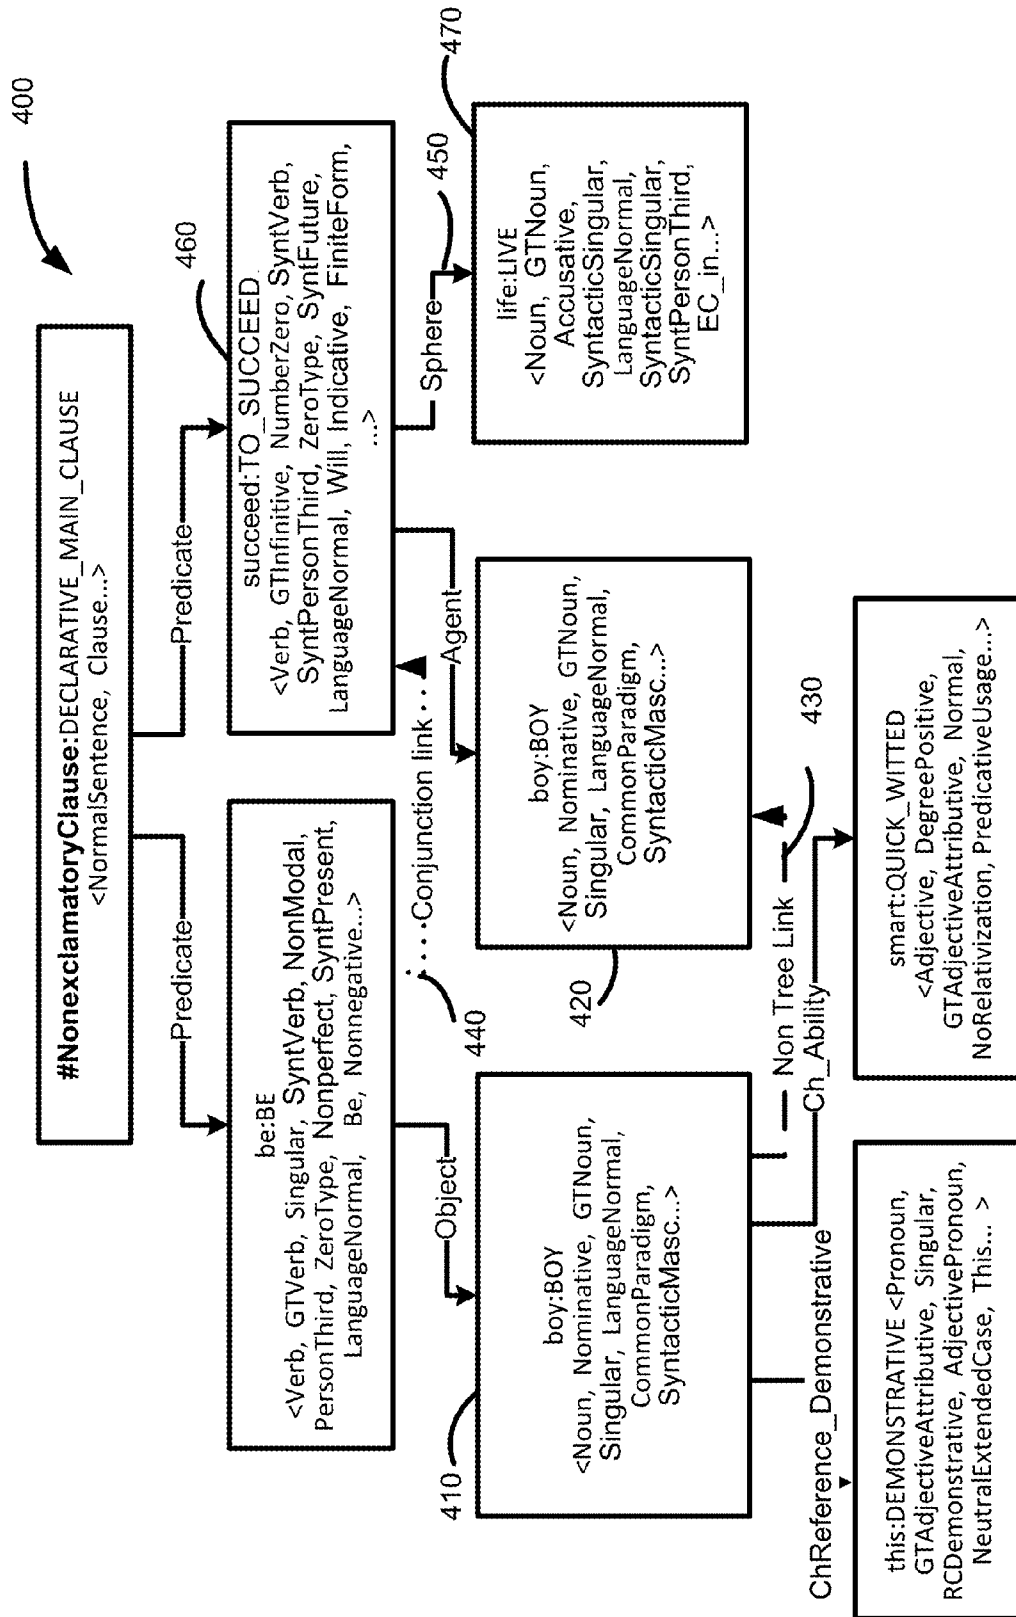 400
#NonexclamatoryClause:DECLARATIVE_MAIN_CLAUSE
<NormalSentence, Clause...>
Predicate
Predicate
460
be:BE
<Verb, GTVerb, Singular, SyntVerb, NonModal,
PersonThird, ZeroType, Nonperfect, SyntPresent,
LanguageNormal, Be, Nonnegative...>
succeed:TO_SUCCEED
<Verb, GTInfinitive, NumberZero, SyntVerb,
SyntPersonThird, ZeroType, SyntFuture,
LanguageNormal, Will, Indicative, FiniteForm,
...>
Conjunction link
440
Object
Agent
Sphere
450
470
410
boy:BOY
<Noun, Nominative, GTNoun,
Singular, LanguageNormal,
CommonParadigm,
SyntacticMasc...>
420
boy:BOY
<Noun, Nominative, GTNoun,
Singular, LanguageNormal,
CommonParadigm,
SyntacticMasc...>
life:LIVE
<Noun, GTNoun,
Accusative,
SyntacticSingular,
LanguageNormal,
SyntacticSingular,
SyntPersonThird,
EC_in...>
Non Tree Link
430
Ch_Ability
ChReference_Demonstrative
this:DEMONSTRATIVE <Pronoun,
GTAdjectiveAttributive, Singular,
RCDemonstrative, AdjectivePronoun,
NeutralExtendedCase, This... >
smart:QUICK_WITTED
<Adjective, DegreePositive,
GTAdjectiveAttributive, Normal,
NoRelativization, PredicativeUsage...>